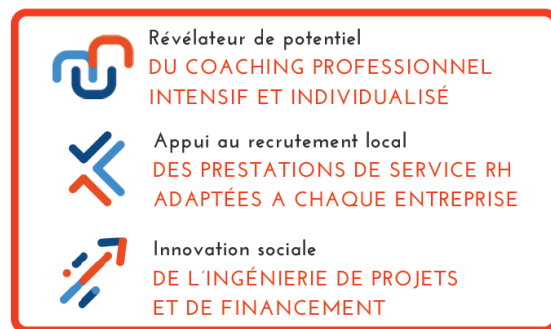 Révélateur de potentiel
DU COACHING PROFESSIONNEL
INTENSIF ET INDIVIDUALISÉ
Appui au recrutement local
DES PRESTATIONS DE SERVICE RH
ADAPTÉES A CHAQUE ENTREPRISE
Innovation sociale
DE L'INGÉNIERIE DE PROJETS
ET DE FINANCEMENT